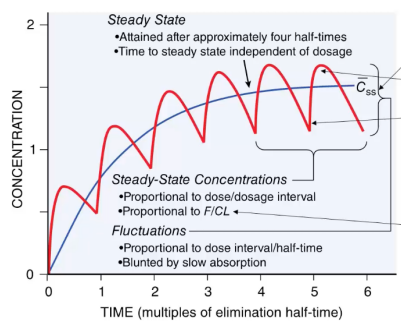 Steady State
•Attained after approximately four half-times
•Time to steady state independent of dosage
C̅ss
Steady-State Concentrations
•Proportional to dose/dosage interval
•Proportional to F/CL
Fluctuations
•Proportional to dose interval/half-time
•Blunted by slow absorption
CONCENTRATION
2
1
0
0 1 2 3 4 5 6
TIME (multiples of elimination half-time)